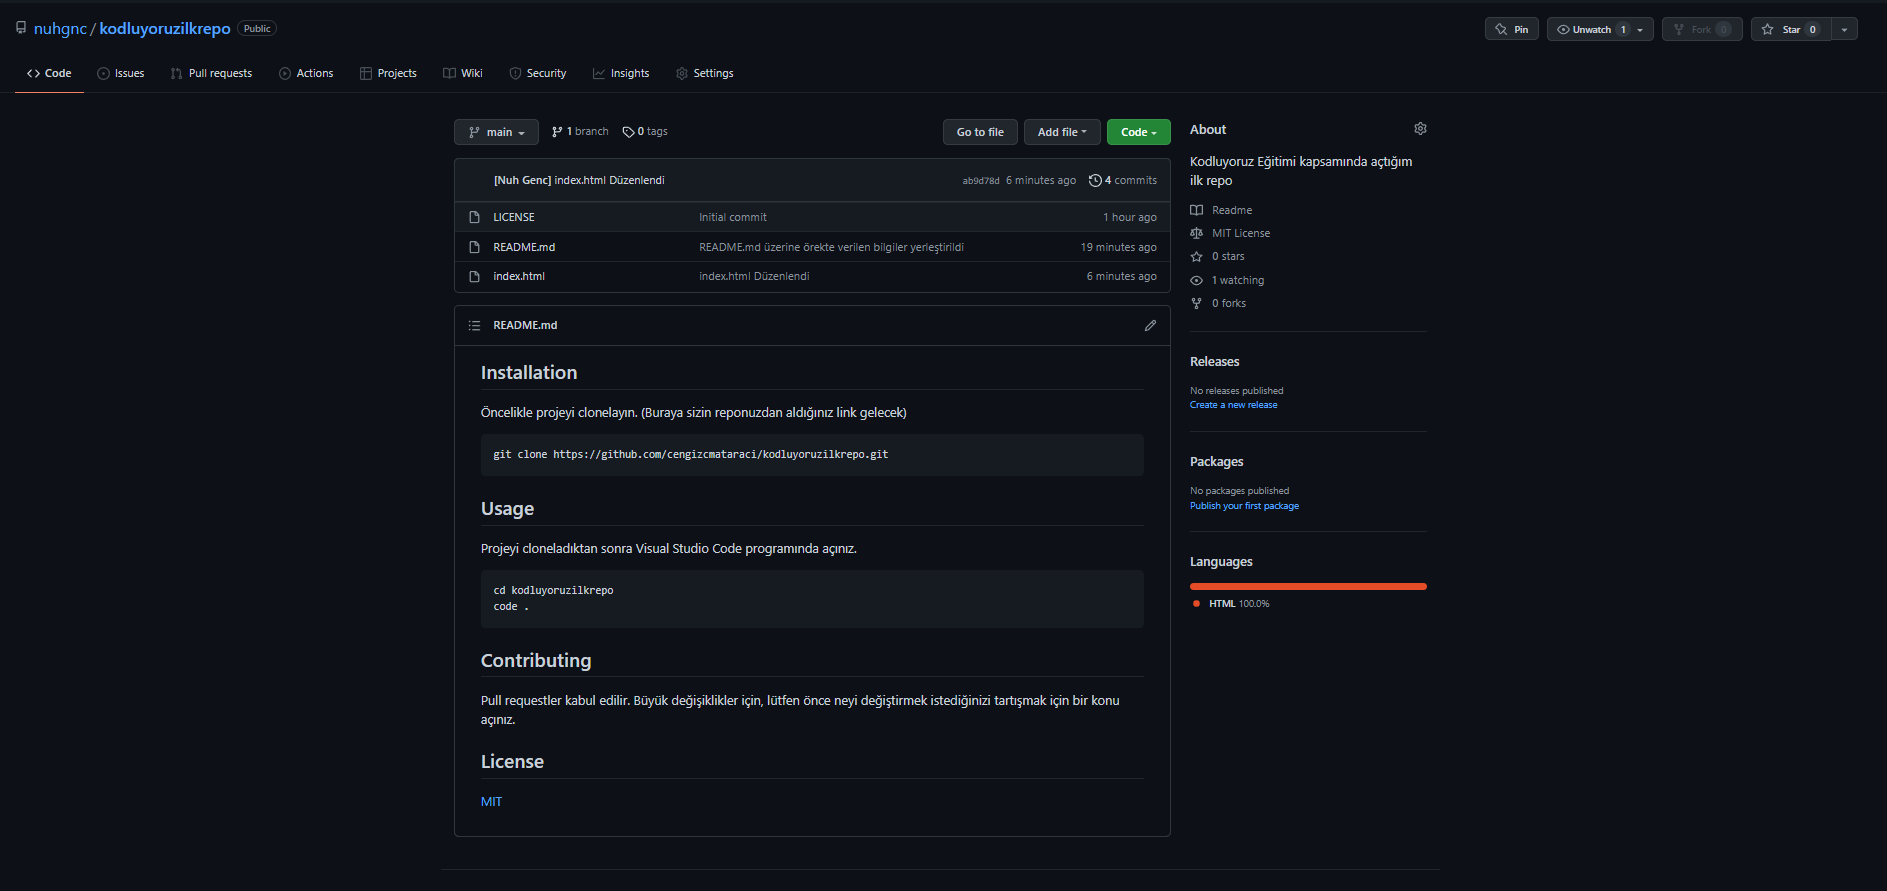 nuhgnc / kodluyoruzilkrepo Public
Pin Unwatch 1 Fork 0 Star 0
Code Issues Pull requests Actions Projects Wiki Security Insights Settings
main 1 branch 0 tags Go to file Add file Code
[Nuh Genc] index.html Düzenlendi ab9d78d 6 minutes ago 4 commits
LICENSE Initial commit 1 hour ago
README.md README.md üzerine örekte verilen bilgiler yerleştirildi 19 minutes ago
index.html index.html Düzenlendi 6 minutes ago
README.md
Installation
Öncelikle projeyi clonelayın. (Buraya sizin reponuzdan aldığınız link gelecek)
git clone https://github.com/cengizcmataraci/kodluyoruzilkrepo.git
Usage
Projeyi cloneladıktan sonra Visual Studio Code programında açınız.
cd kodluyoruzilkrepo
code .
Contributing
Pull requestler kabul edilir. Büyük değişiklikler için, lütfen önce neyi değiştirmek istediğinizi tartışmak için bir konu
açınız.
License
MIT
About
Kodluyoruz Eğitimi kapsamında açtığım
ilk repo
Readme
MIT License
0 stars
1 watching
0 forks
Releases
No releases published
Create a new release
Packages
No packages published
Publish your first package
Languages
HTML 100.0%